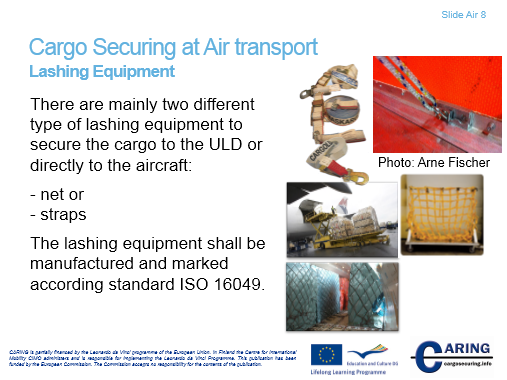 Slide Air 8
Cargo Securing at Air transport
Lashing Equipment
There are mainly two different
type of lashing equipment to
secure the cargo to the ULD or
directly to the aircraft:
- net or
- straps
The lashing equipment shall be
manufactured and marked
according standard ISO 16049.
CARGOLUX
Photo: Arne Fischer
CARING is partially financed by the Leonardo da Vinci programme of the European Union. In Finland the Centre for International
Mobility CIMO administers and is responsible for implementing the Leonardo da Vinci Programme. This publication has been
funded by the European Commission. The Commission accepts no responsibility for the contents of the publication.
Education and Culture DG
Lifelong Learning Programme
CARING
cargosecuring.info